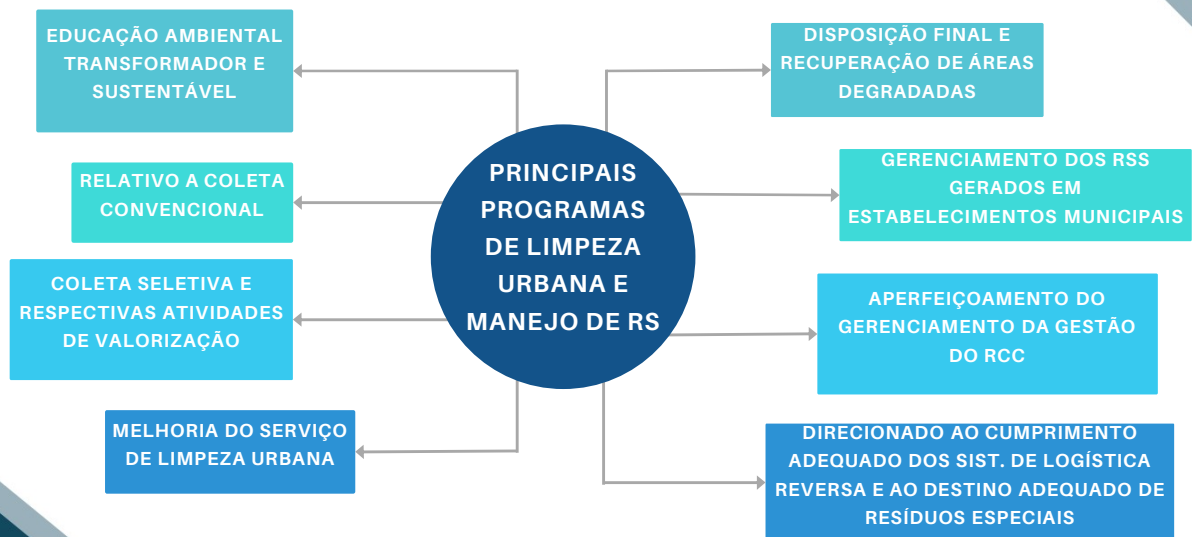 EDUCAÇÃO AMBIENTAL
TRANSFORMADOR E
SUSTENTÁVEL
RELATIVO A COLETA
CONVENCIONAL
COLETA SELETIVA E
RESPECTIVAS ATIVIDADES
DE VALORIZAÇÃO
MELHORIA DO SERVIÇO
DE LIMPEZA URBANA
PRINCIPAIS
PROGRAMAS
DE LIMPEZA
URBANA E
MANEJO DE RS
DISPOSIÇÃO FINAL E
RECUPERAÇÃO DE ÁREAS
DEGRADADAS
GERENCIAMENTO DOS RSS
GERADOS EM
ESTABELECIMENTOS MUNICIPAIS
APERFEIÇOAMENTO DO
GERENCIAMENTO DA GESTÃO
DO RCC
DIRECIONADO AO CUMPRIMENTO
ADEQUADO DOS SIST. DE LOGÍSTICA
REVERSA E AO DESTINO ADEQUADO DE
RESÍDUOS ESPECIAIS